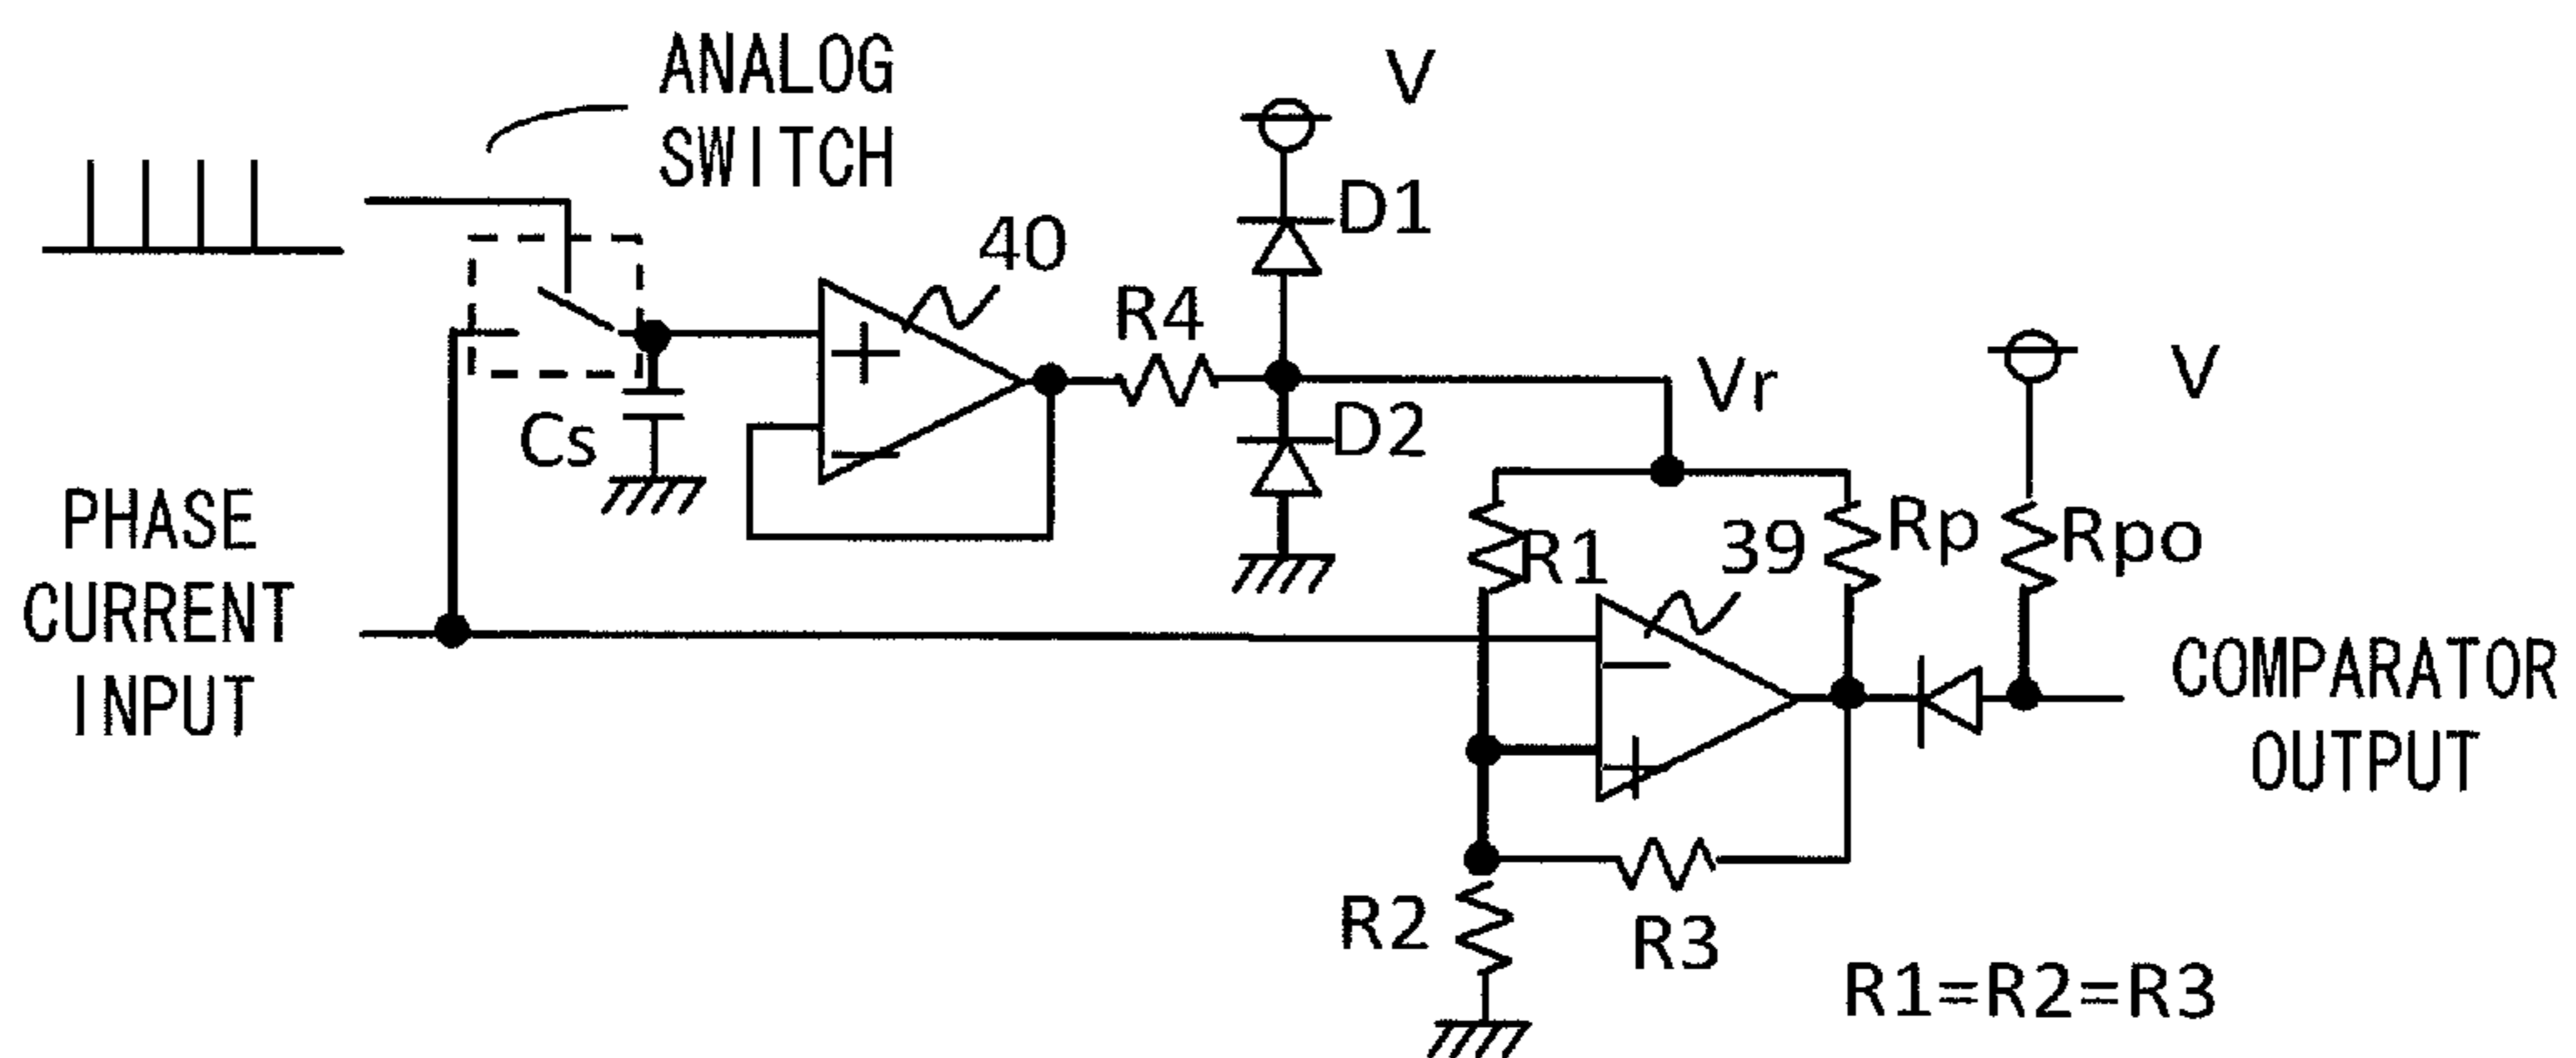 ANALOG
SWITCH
V
D1
40
R4
D2
Cs
Vr
V
PHASE
CURRENT
INPUT
R1
39
Rp
Rpo
+
−
−
+
COMPARATOR
OUTPUT
R2
R3
R1=R2=R3